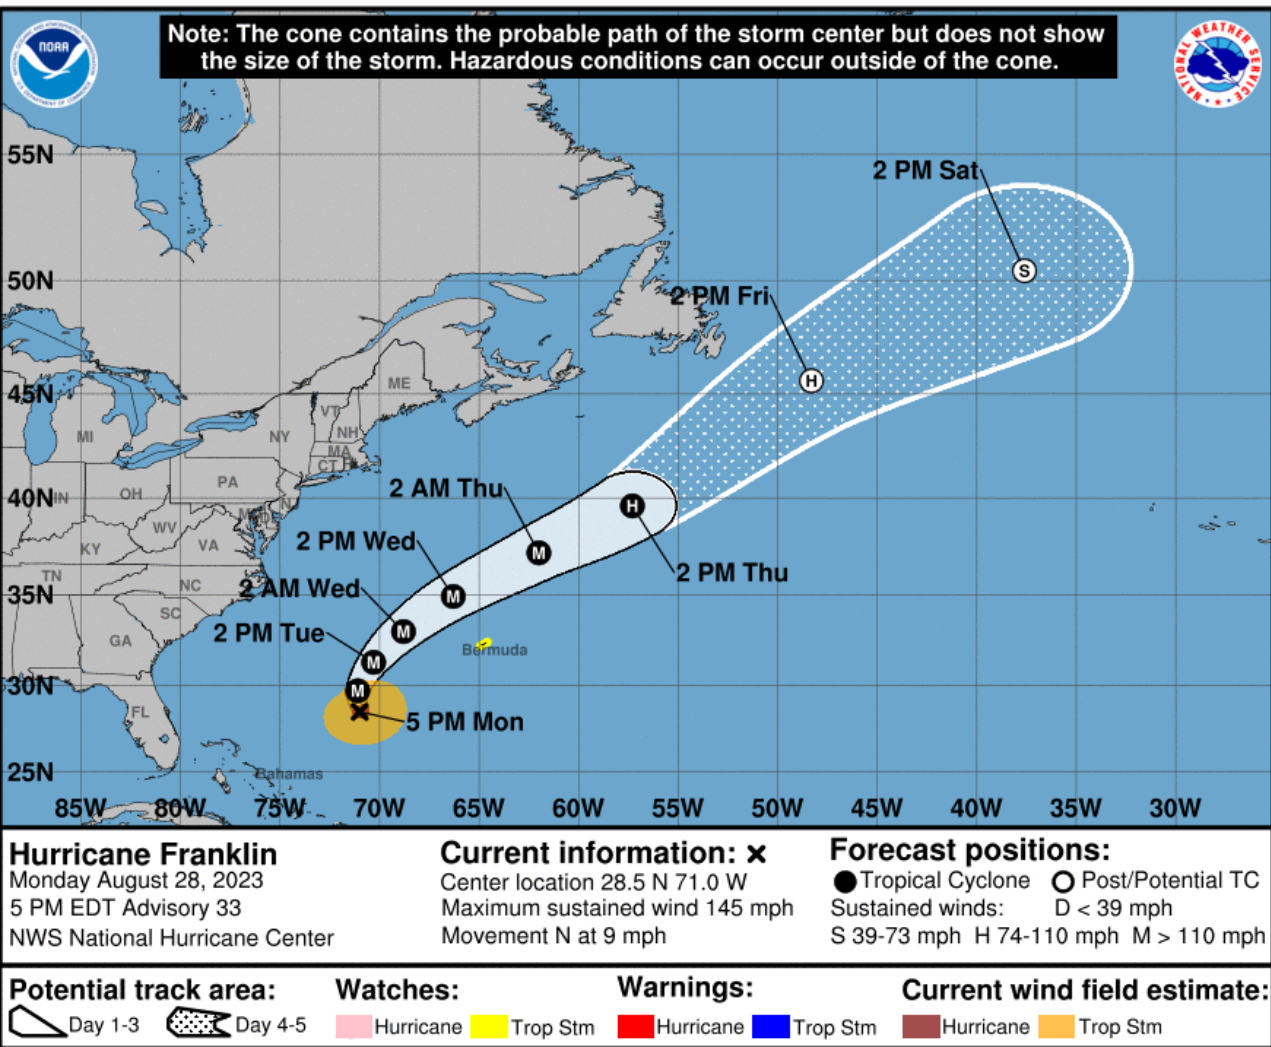 Note: The cone contains the probable path of the storm center but does not show
the size of the storm. Hazardous conditions can occur outside of the cone.
NOAA
NATIONAL WEATHER SERVICE
55N
2 PM Sat
S
50N
2 PM Fri
H
ME
45N
VT
NH
MI
NY
MA
CT
PA
2 AM Thu
IN
OH
40N
H
WV
2 PM Wed
VA
KY
M
2 PM Thu
TN
NC
2 AM Wed
35N
M
SC
2 PM Tue
M
GA
Bermuda
M
30N
M
FL
5 PM Mon
25N
Bahamas
85W 80W 75W 70W 65W 60W 55W 50W 45W 40W 35W 30W
Hurricane Franklin
Monday August 28, 2023
5 PM EDT Advisory 33
NWS National Hurricane Center
Current information: x
Center location 28.5 N 71.0 W
Maximum sustained wind 145 mph
Movement N at 9 mph
Forecast positions:
Tropical Cyclone Post/Potential TC
Sustained winds: D < 39 mph
S 39-73 mph H 74-110 mph M > 110 mph
Potential track area:
Day 1-3 Day 4-5
Watches:
Hurricane Trop Stm
Warnings:
Hurricane Trop Stm
Current wind field estimate:
Hurricane Trop Stm